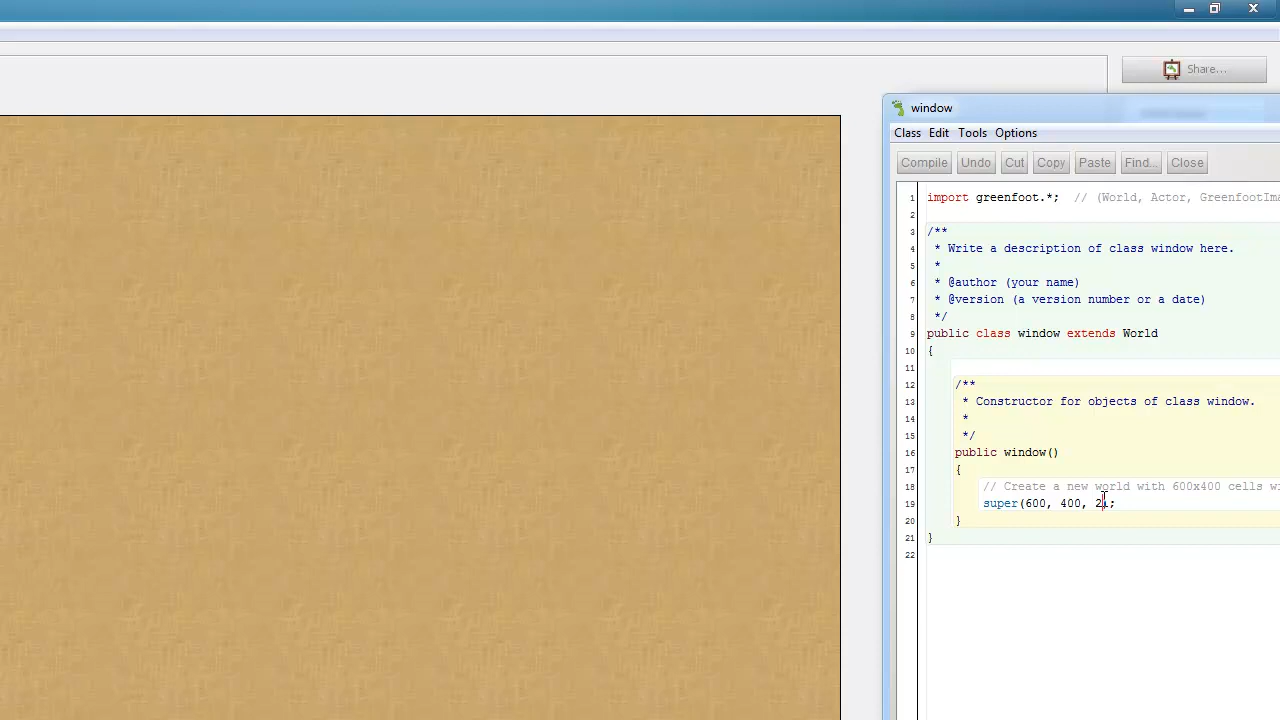 Share...
window
Class Edit Tools Options
Compile Undo Cut Copy Paste Find... Close
1 import greenfoot.*; // (World, Actor, GreenfootIma
2
3 /**
4 * Write a description of class window here.
5 *
6 * @author (your name)
7 * @version (a version number or a date)
8 */
9 public class window extends World
10 {
11
12 /**
13 * Constructor for objects of class window.
14 *
15 */
16 public window()
17 {
18 // Create a new world with 600x400 cells wi
19 super(600, 400, 2);
20 }
21 }
22